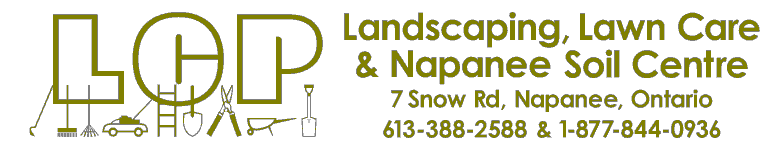 LCP
Landscaping, Lawn Care
& Napanee Soil Centre
7 Snow Rd, Napanee, Ontario
613-388-2588 & 1-877-844-0936